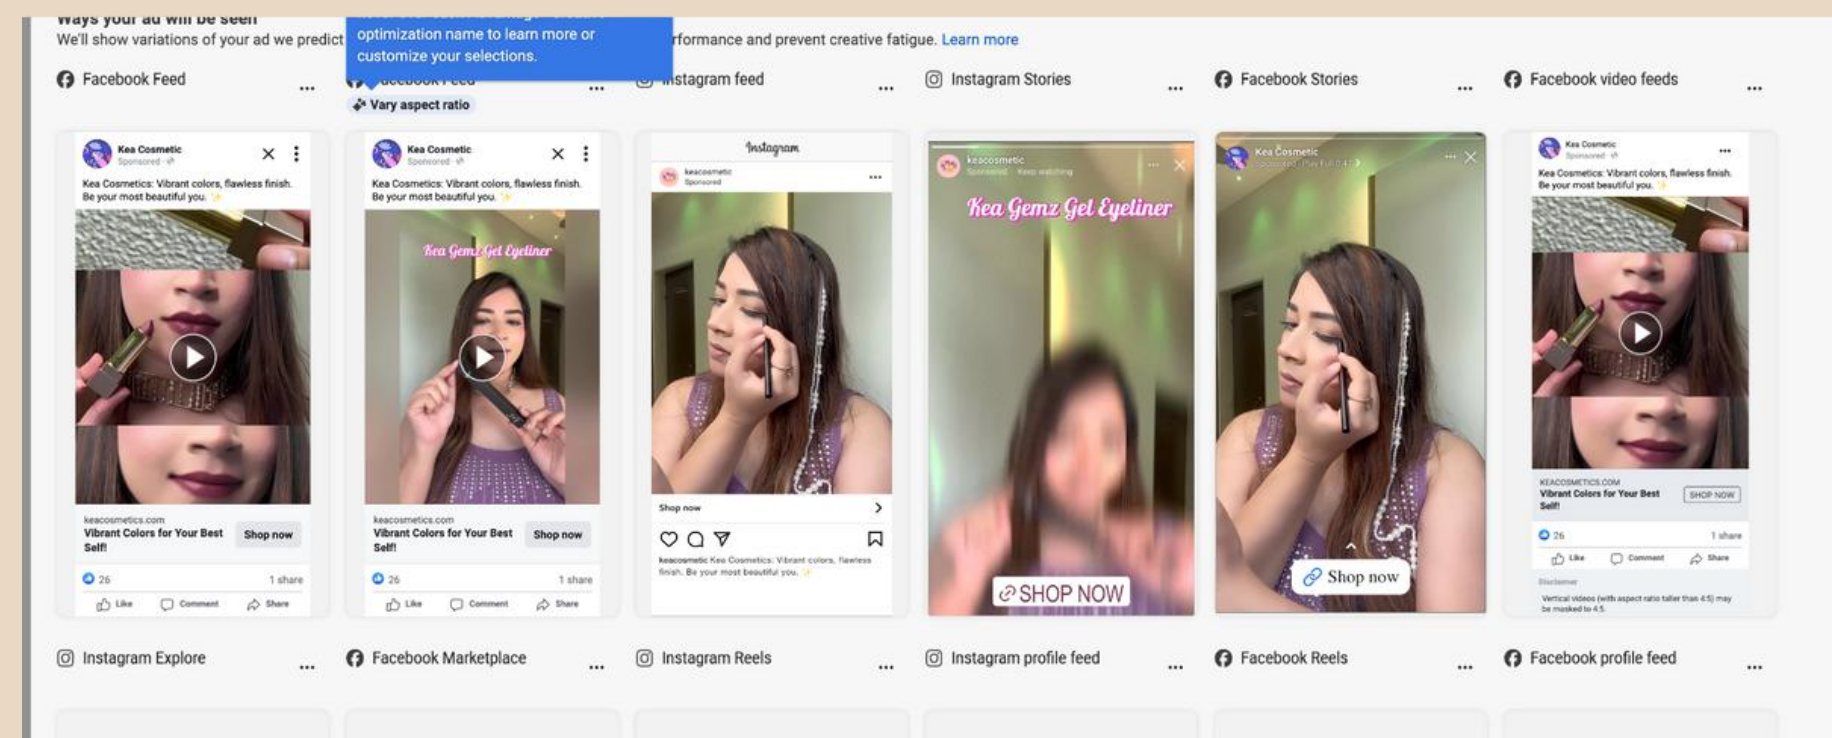 Ways your ad will be seen
We'll show variations of your ad we predict
optimization name to learn more or
customize your selections.
rformance and prevent creative fatigue. Learn more
Facebook Feed
Facebook Feed
Instagram feed
Instagram Stories
Facebook Stories
Facebook video feeds
Vary aspect ratio
Kea Cosmetic
Sponsored
Kea Cosmetics: Vibrant colors, flawless finish.
Be your most beautiful you. ✨
keacosmetics.com
Vibrant Colors for Your Best
Self!
Shop now
26
1 share
Like
Comment
Share
Kea Cosmetic
Sponsored
Kea Cosmetics: Vibrant colors, flawless finish.
Be your most beautiful you. ✨
Kea Gemz Gel Eyeliner
keacosmetics.com
Vibrant Colors for Your Best
Self!
Shop now
26
1 share
Like
Comment
Share
Instagram
keacosmetic
Sponsored
Shop now
keacosmetic Kea Cosmetics: Vibrant colors, flawless
finish. Be your most beautiful you. ✨
keacosmetic
Sponsored · Keep watching
Kea Gemz Gel Eyeliner
SHOP NOW
Kea Cosmetic
Shop now
Kea Cosmetic
Sponsored
Kea Cosmetics: Vibrant colors, flawless finish.
Be your most beautiful you. ✨
KEACOSMETICS.COM
Vibrant Colors for Your Best
Self!
SHOP NOW
26
1 share
Like
Comment
Share
Disclaimer
Vertical videos (with aspect ratio taller than 4:5) may
be masked to 4:5.
Instagram Explore
Facebook Marketplace
Instagram Reels
Instagram profile feed
Facebook Reels
Facebook profile feed